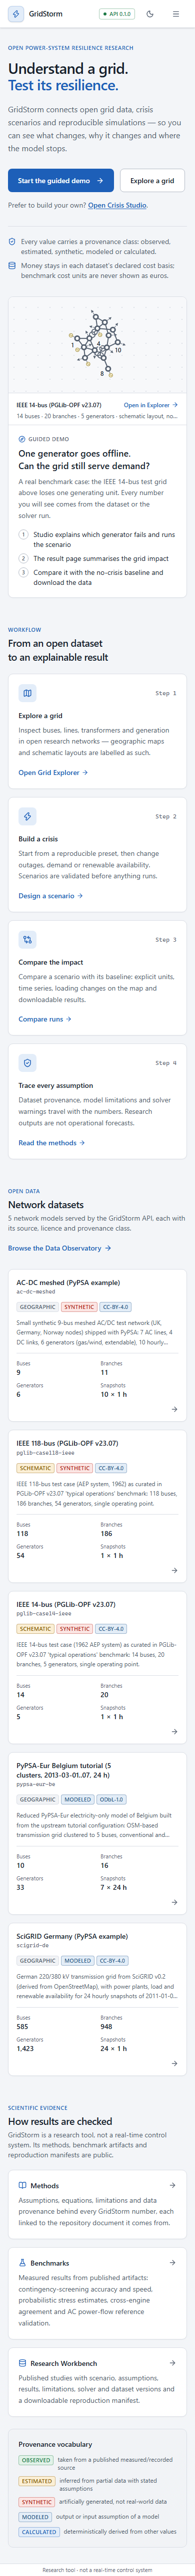 GridStorm
API 0.1.0
OPEN POWER-SYSTEM RESILIENCE RESEARCH
Understand a grid.
Test its resilience.
GridStorm connects open grid data, crisis
scenarios and reproducible simulations — so you
can see what changes, why it changes and where
the model stops.
Start the guided demo →
Explore a grid
Prefer to build your own? Open Crisis Studio.
Every value carries a provenance class: observed,
estimated, synthetic, modeled or calculated.
Money stays in each dataset's declared cost basis;
benchmark cost units are never shown as euros.
1
4
10
8
IEEE 14-bus (PGLib-OPF v23.07)
Open in Explorer →
14 buses · 20 branches · 5 generators · schematic layout, no...
GUIDED DEMO
One generator goes offline.
Can the grid still serve demand?
A real benchmark case: the IEEE 14-bus test grid
above loses one generating unit. Every number
you will see comes from the dataset or the
solver run.
1 Studio explains which generator fails and runs
the scenario
2 The result page summarises the grid impact
3 Compare it with the no-crisis baseline and
download the data
WORKFLOW
From an open dataset
to an explainable result
Step 1
Explore a grid
Inspect buses, lines, transformers and generation
in open research networks — geographic maps
and schematic layouts are labelled as such.
Open Grid Explorer →
Step 2
Build a crisis
Start from a reproducible preset, then change
outages, demand or renewable availability.
Scenarios are validated before anything runs.
Design a scenario →
Step 3
Compare the impact
Compare a scenario with its baseline: explicit units,
time series, loading changes on the map and
downloadable results.
Compare runs →
Step 4
Trace every assumption
Dataset provenance, model limitations and solver
warnings travel with the numbers. Research
outputs are not operational forecasts.
Read the methods →
OPEN DATA
Network datasets
5 network models served by the GridStorm API, each with
its source, licence and provenance class.
Browse the Data Observatory →
AC-DC meshed (PyPSA example)
ac-dc-meshed
GEOGRAPHIC SYNTHETIC CC-BY-4.0
Small synthetic 9-bus meshed AC/DC test network (UK,
Germany, Norway nodes) shipped with PyPSA: 7 AC lines, 4
DC links, 8 generators (gas/wind, extendable), 10 hourly...
Buses
9
Branches
11
Generators
6
Snapshots
10 × 1 h
→
IEEE 118-bus (PGLib-OPF v23.07)
pglib-case118-ieee
SCHEMATIC SYNTHETIC CC-BY-4.0
IEEE 118-bus test case (AEP system, 1962) as curated in
PGLib-OPF v23.07 'typical operations' benchmark: 118 buses,
186 branches, 54 generators, single operating point.
Buses
118
Branches
186
Generators
54
Snapshots
1 × 1 h
→
IEEE 14-bus (PGLib-OPF v23.07)
pglib-case14-ieee
SCHEMATIC SYNTHETIC CC-BY-4.0
IEEE 14-bus test case (1962 AEP system) as curated in PGLib-
OPF v23.07 'typical operations' benchmark: 14 buses, 20
branches, 5 generators, single operating point.
Buses
14
Branches
20
Generators
5
Snapshots
1 × 1 h
→
PyPSA-Eur Belgium tutorial (5
clusters, 2013-03-01..07, 24 h)
pypsa-eur-be
GEOGRAPHIC MODELED ODbL-1.0
Reduced PyPSA-Eur electricity-only model of Belgium built
from the upstream tutorial configuration: OSM-based
transmission grid clustered to 5 buses, conventional and...
Buses
10
Branches
16
Generators
33
Snapshots
7 × 24 h
→
SciGRID Germany (PyPSA example)
scigrid-de
GEOGRAPHIC MODELED CC-BY-4.0
German 220/380 kV transmission grid from SciGRID v0.2
(derived from OpenStreetMap), with power plants, load and
renewable availability for 24 hourly snapshots of 2011-01-0...
Buses
585
Branches
948
Generators
1,423
Snapshots
24 × 1 h
→
SCIENTIFIC EVIDENCE
How results are checked
GridStorm is a research tool, not a real-time control
system. Its methods, benchmark artifacts and
reproduction manifests are public.
Methods →
Assumptions, equations, limitations and data
provenance behind every GridStorm number, each
linked to the repository document it comes from.
Benchmarks →
Measured results from published artifacts:
contingency-screening accuracy and speed,
probabilistic stress estimates, cross-engine
agreement and AC power-flow reference
validation.
Research Workbench →
Published studies with scenario, assumptions,
results, limitations, solver and dataset versions and
a downloadable reproduction manifest.
Provenance vocabulary
OBSERVED taken from a published measured/recorded
source
ESTIMATED inferred from partial data with stated
assumptions
SYNTHETIC artificially generated, not real-world data
MODELED output or input assumption of a model
CALCULATED deterministically derived from other values
Research tool · not a real-time control system